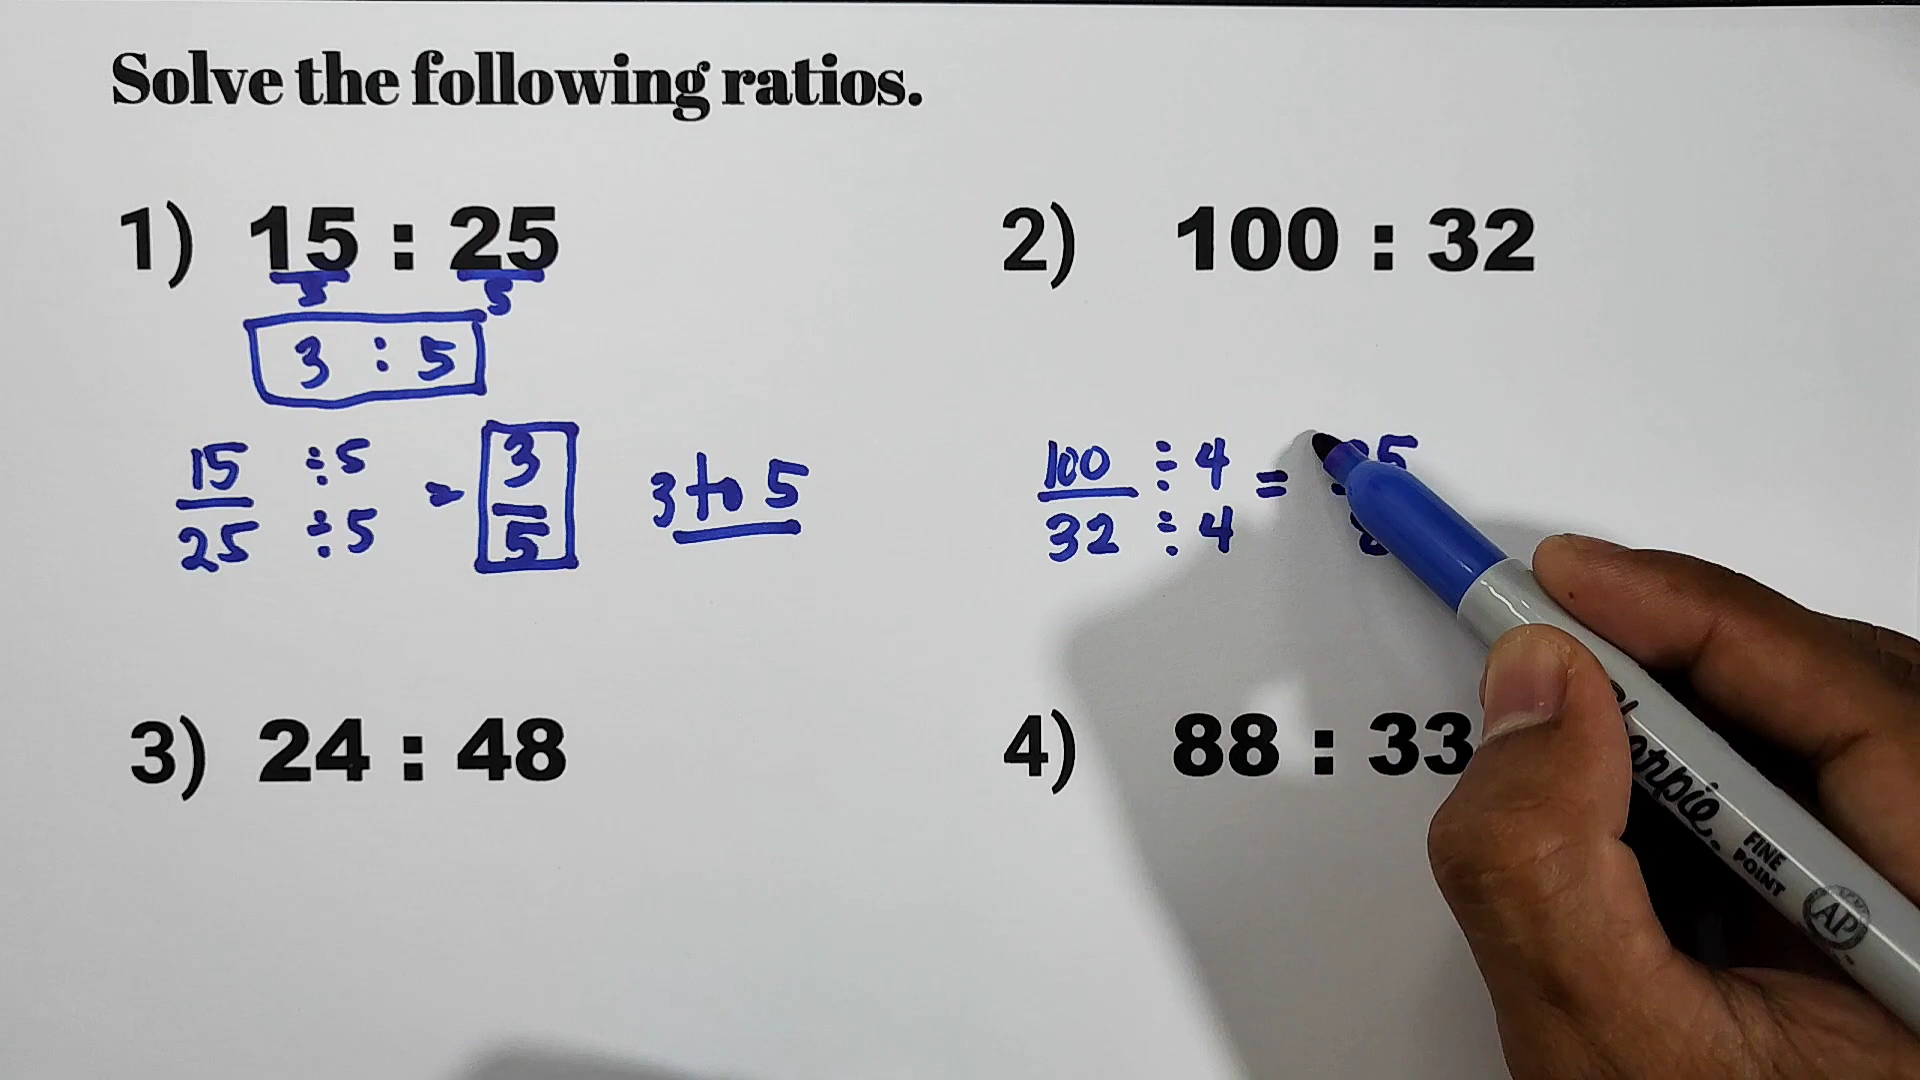 Solve the following ratios.
1) 15 : 25
5 5
3 : 5
15 ÷5
25 ÷5
= 3
5
3 to 5
2) 100 : 32
100 ÷ 4
32 ÷ 4
=
3) 24 : 48
4) 88 : 33
Sharpie.
FINE POINT
AP